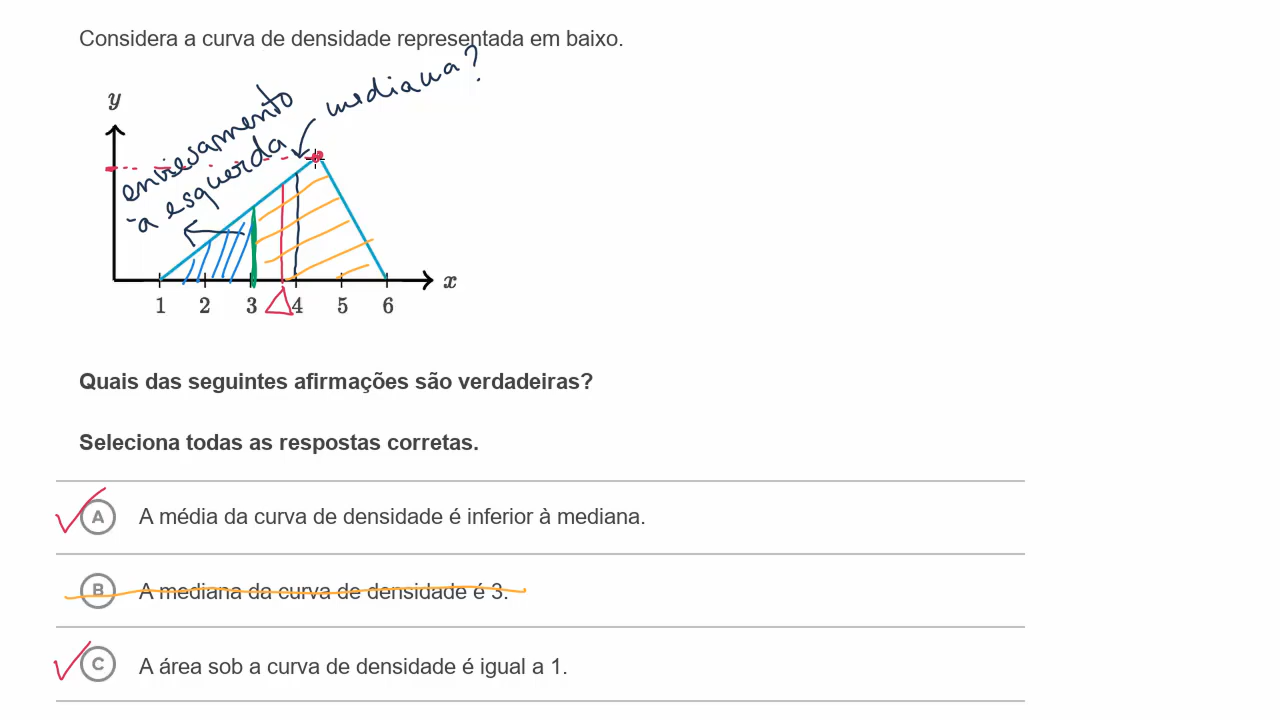 Considera a curva de densidade representada em baixo.
mediana?
enviesamento
à esquerda
y
x
1 2 3 4 5 6
Quais das seguintes afirmações são verdadeiras?
Seleciona todas as respostas corretas.
A A média da curva de densidade é inferior à mediana.
B A mediana da curva de densidade é 3.
C A área sob a curva de densidade é igual a 1.